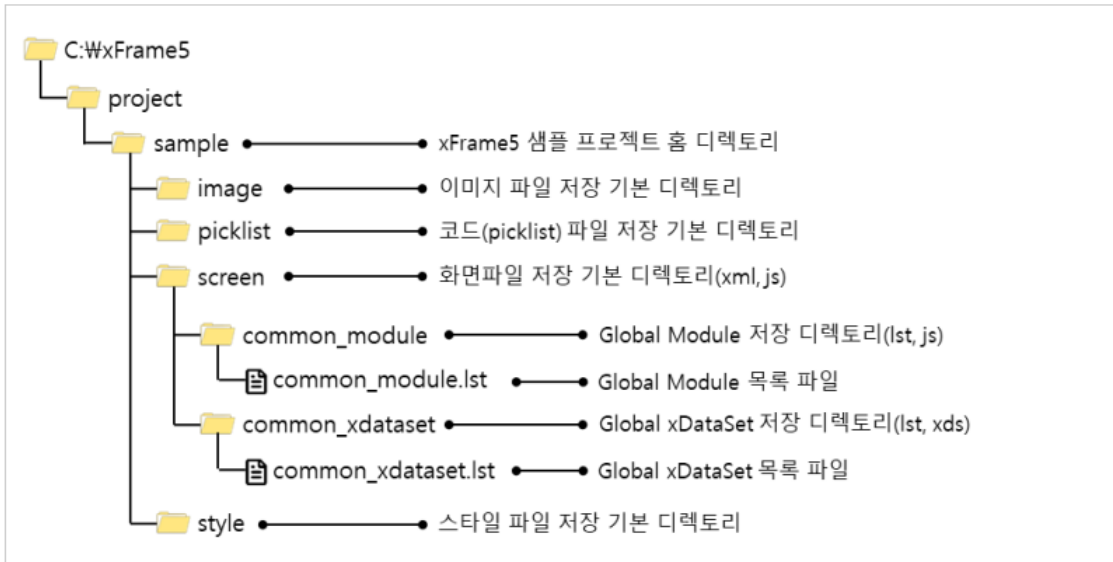 C:₩xFrame5
project
sample xFrame5 샘플 프로젝트 홈 디렉토리
image 이미지 파일 저장 기본 디렉토리
picklist 코드(picklist) 파일 저장 기본 디렉토리
screen 화면파일 저장 기본 디렉토리(xml, js)
common_module Global Module 저장 디렉토리(lst, js)
common_module.lst Global Module 목록 파일
common_xdataset Global xDataSet 저장 디렉토리(lst, xds)
common_xdataset.lst Global xDataSet 목록 파일
style 스타일 파일 저장 기본 디렉토리